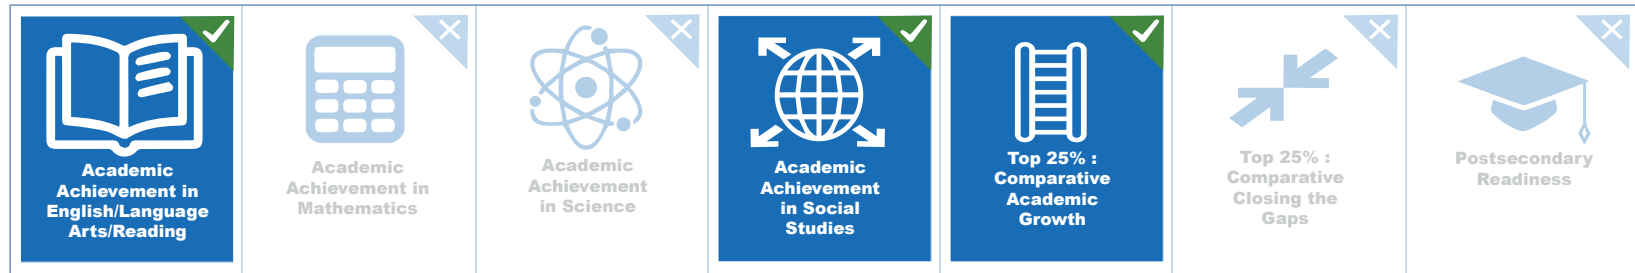 Academic
Achievement in
English/Language
Arts/Reading
Academic
Achievement in
Mathematics
Academic
Achievement
in Science
Academic
Achievement
in Social
Studies
Top 25% :
Comparative
Academic
Growth
Top 25% :
Comparative
Closing the
Gaps
Postsecondary
Readiness